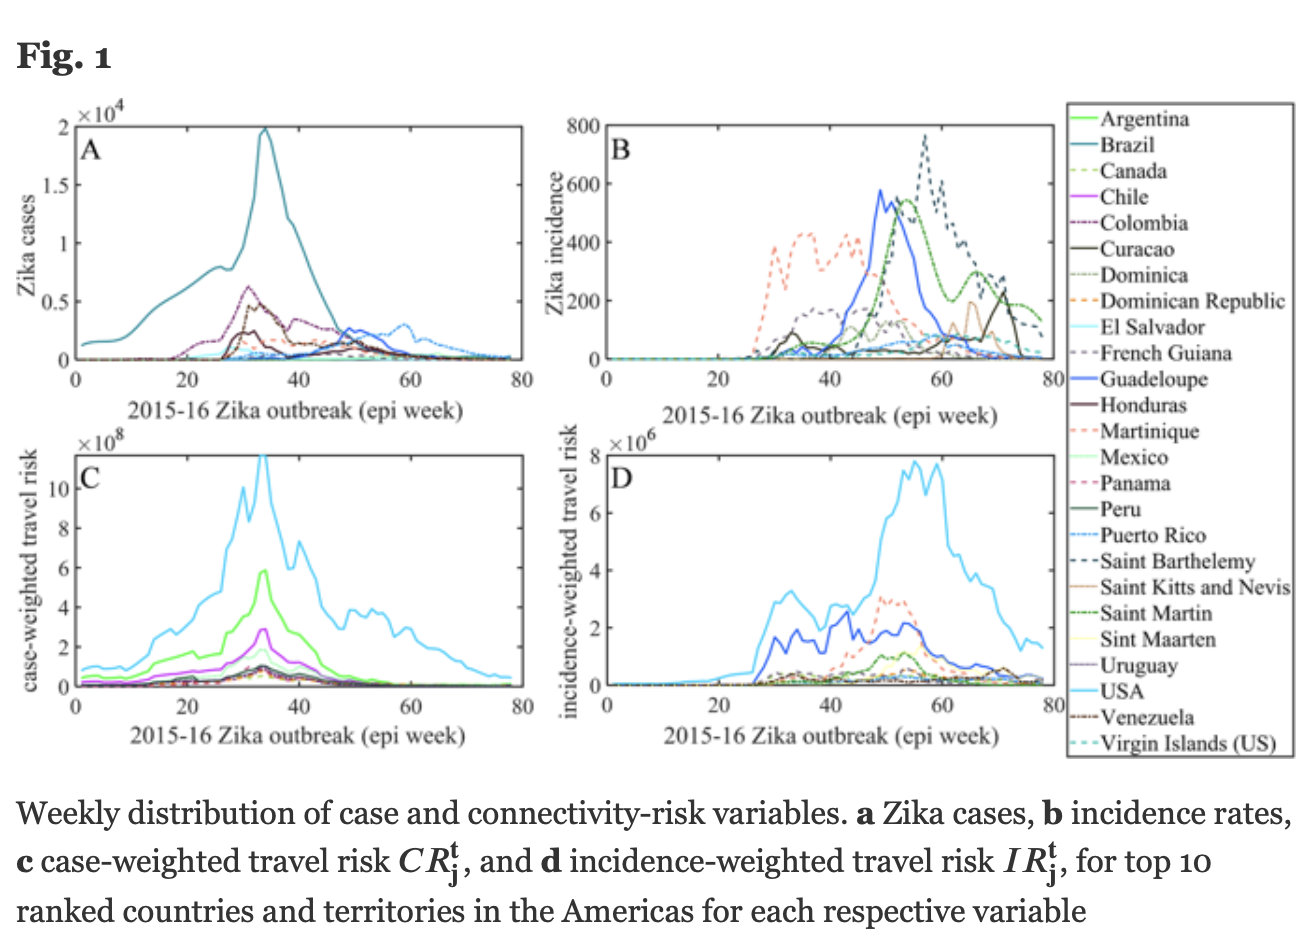 Fig. 1
×10⁴
2
1.5
1
0.5
0
0 20 40 60 80
A
Zika cases
2015-16 Zika outbreak (epi week)
800
600
400
200
0
0 20 40 60 80
B
Zika incidence
2015-16 Zika outbreak (epi week)
×10⁸
10
8
6
4
2
0
0 20 40 60 80
C
case-weighted travel risk
2015-16 Zika outbreak (epi week)
×10⁶
8
6
4
2
0
0 20 40 60 80
D
incidence-weighted travel risk
2015-16 Zika outbreak (epi week)
Argentina
Brazil
Canada
Chile
Colombia
Curacao
Dominica
Dominican Republic
El Salvador
French Guiana
Guadeloupe
Honduras
Martinique
Mexico
Panama
Peru
Puerto Rico
Saint Barthelemy
Saint Kitts and Nevis
Saint Martin
Sint Maarten
Uruguay
USA
Venezuela
Virgin Islands (US)
Weekly distribution of case and connectivity-risk variables. a Zika cases, b incidence rates,
c case-weighted travel risk CRᵗⱼ, and d incidence-weighted travel risk IRᵗⱼ, for top 10
ranked countries and territories in the Americas for each respective variable